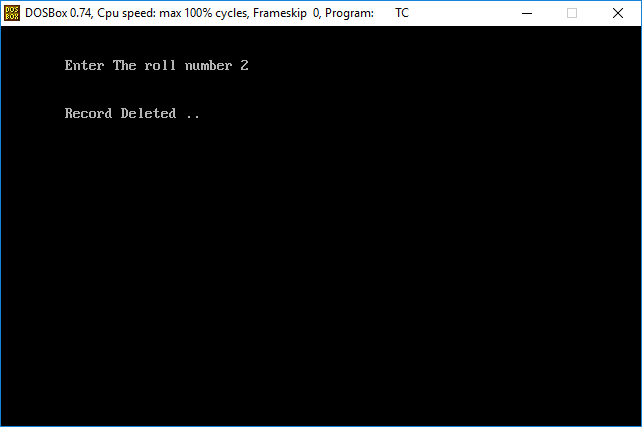 DOS
BOX
DOSBox 0.74, Cpu speed: max 100% cycles, Frameskip 0, Program: TC
Enter The roll number 2
Record Deleted ..